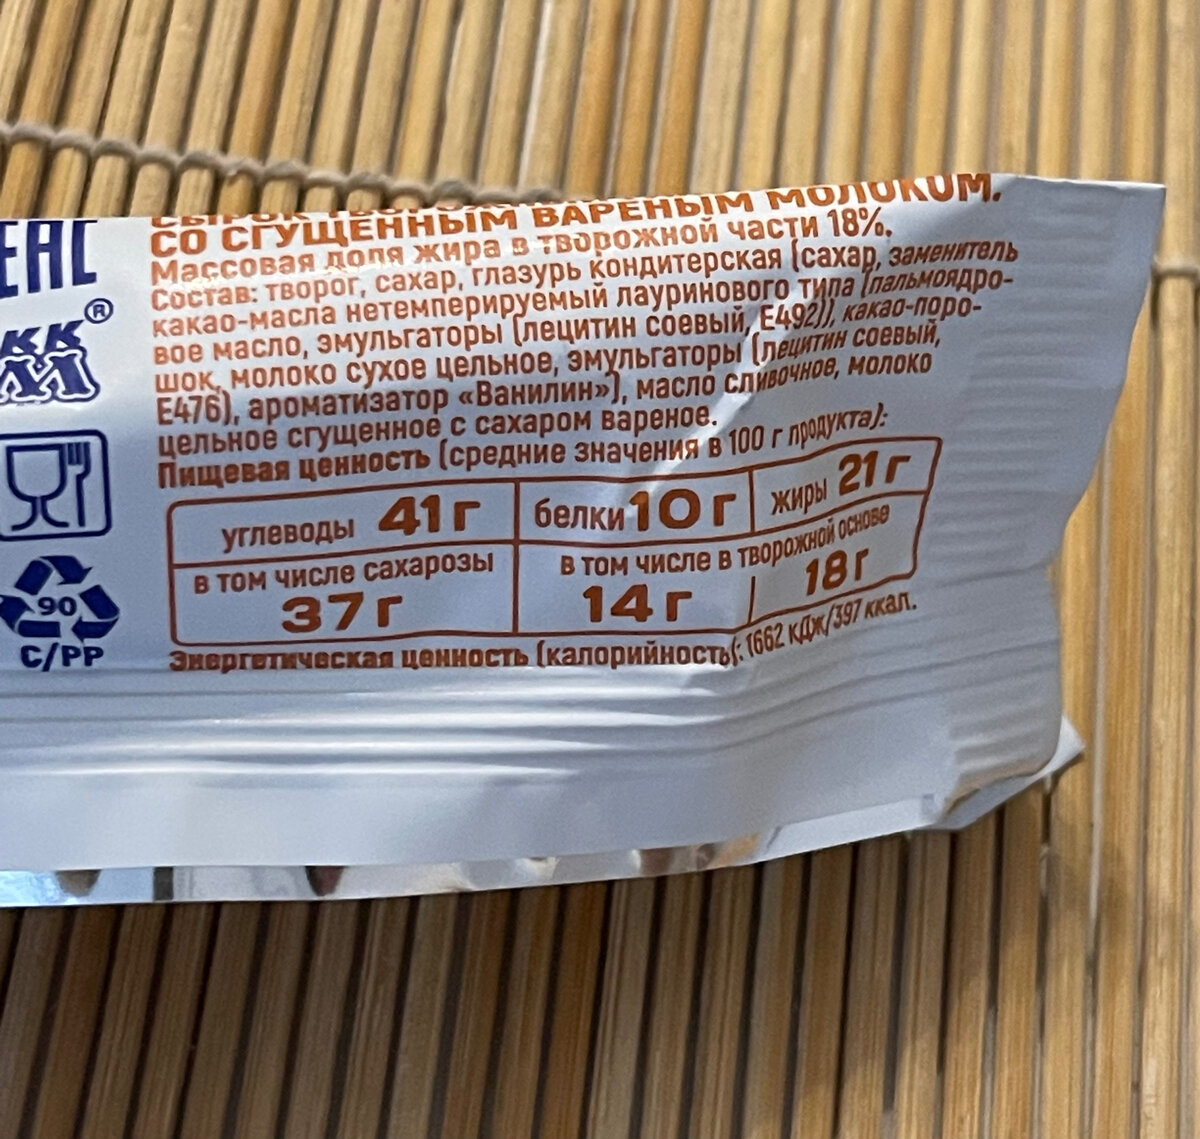 СЫРОК
СО СГУЩЕННЫМ ВАРЕНЫМ МОЛОКОМ.
Массовая доля жира в творожной части 18%.
Состав: творог, сахар, глазурь кондитерская (сахар, заменитель
какао-масла нетемперируемый лауринового типа (пальмоядро-
вое масло, эмульгаторы (лецитин соевый, Е492)), какао-поро-
шок, молоко сухое цельное, эмульгаторы (лецитин соевый,
Е476), ароматизатор «Ванилин»), масло сливочное, молоко
цельное сгущенное с сахаром вареное.
Пищевая ценность (средние значения в 100 г продукта):
углеводы 41 г белки 10 г жиры 21 г
в том числе сахарозы в том числе в творожной основе
37 г 14 г 18 г
Энергетическая ценность (калорийность(: 1662 кДж/397 ккал.
ЕАС
®
КК
М
90
C/PP